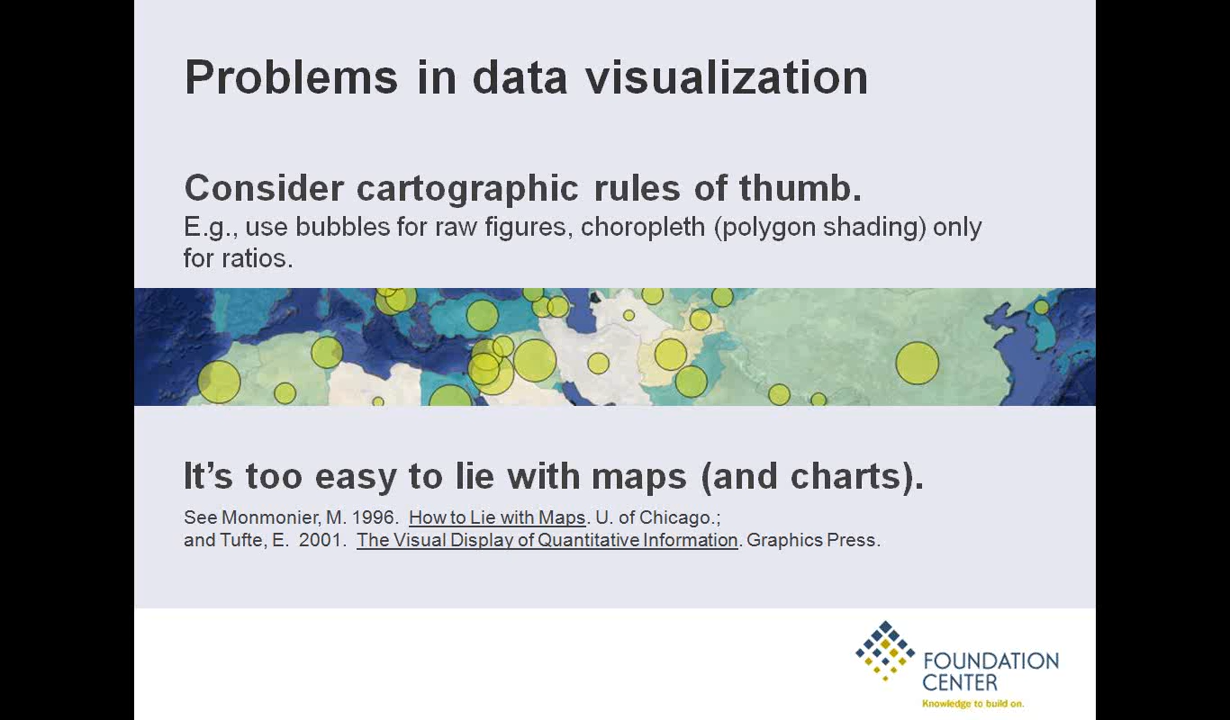 Problems in data visualization
Consider cartographic rules of thumb.
E.g., use bubbles for raw figures, choropleth (polygon shading) only
for ratios.
It’s too easy to lie with maps (and charts).
See Monmonier, M. 1996.  How to Lie with Maps. U. of Chicago.;
and Tufte, E.  2001.  The Visual Display of Quantitative Information. Graphics Press.
FOUNDATION
CENTER
Knowledge to build on.